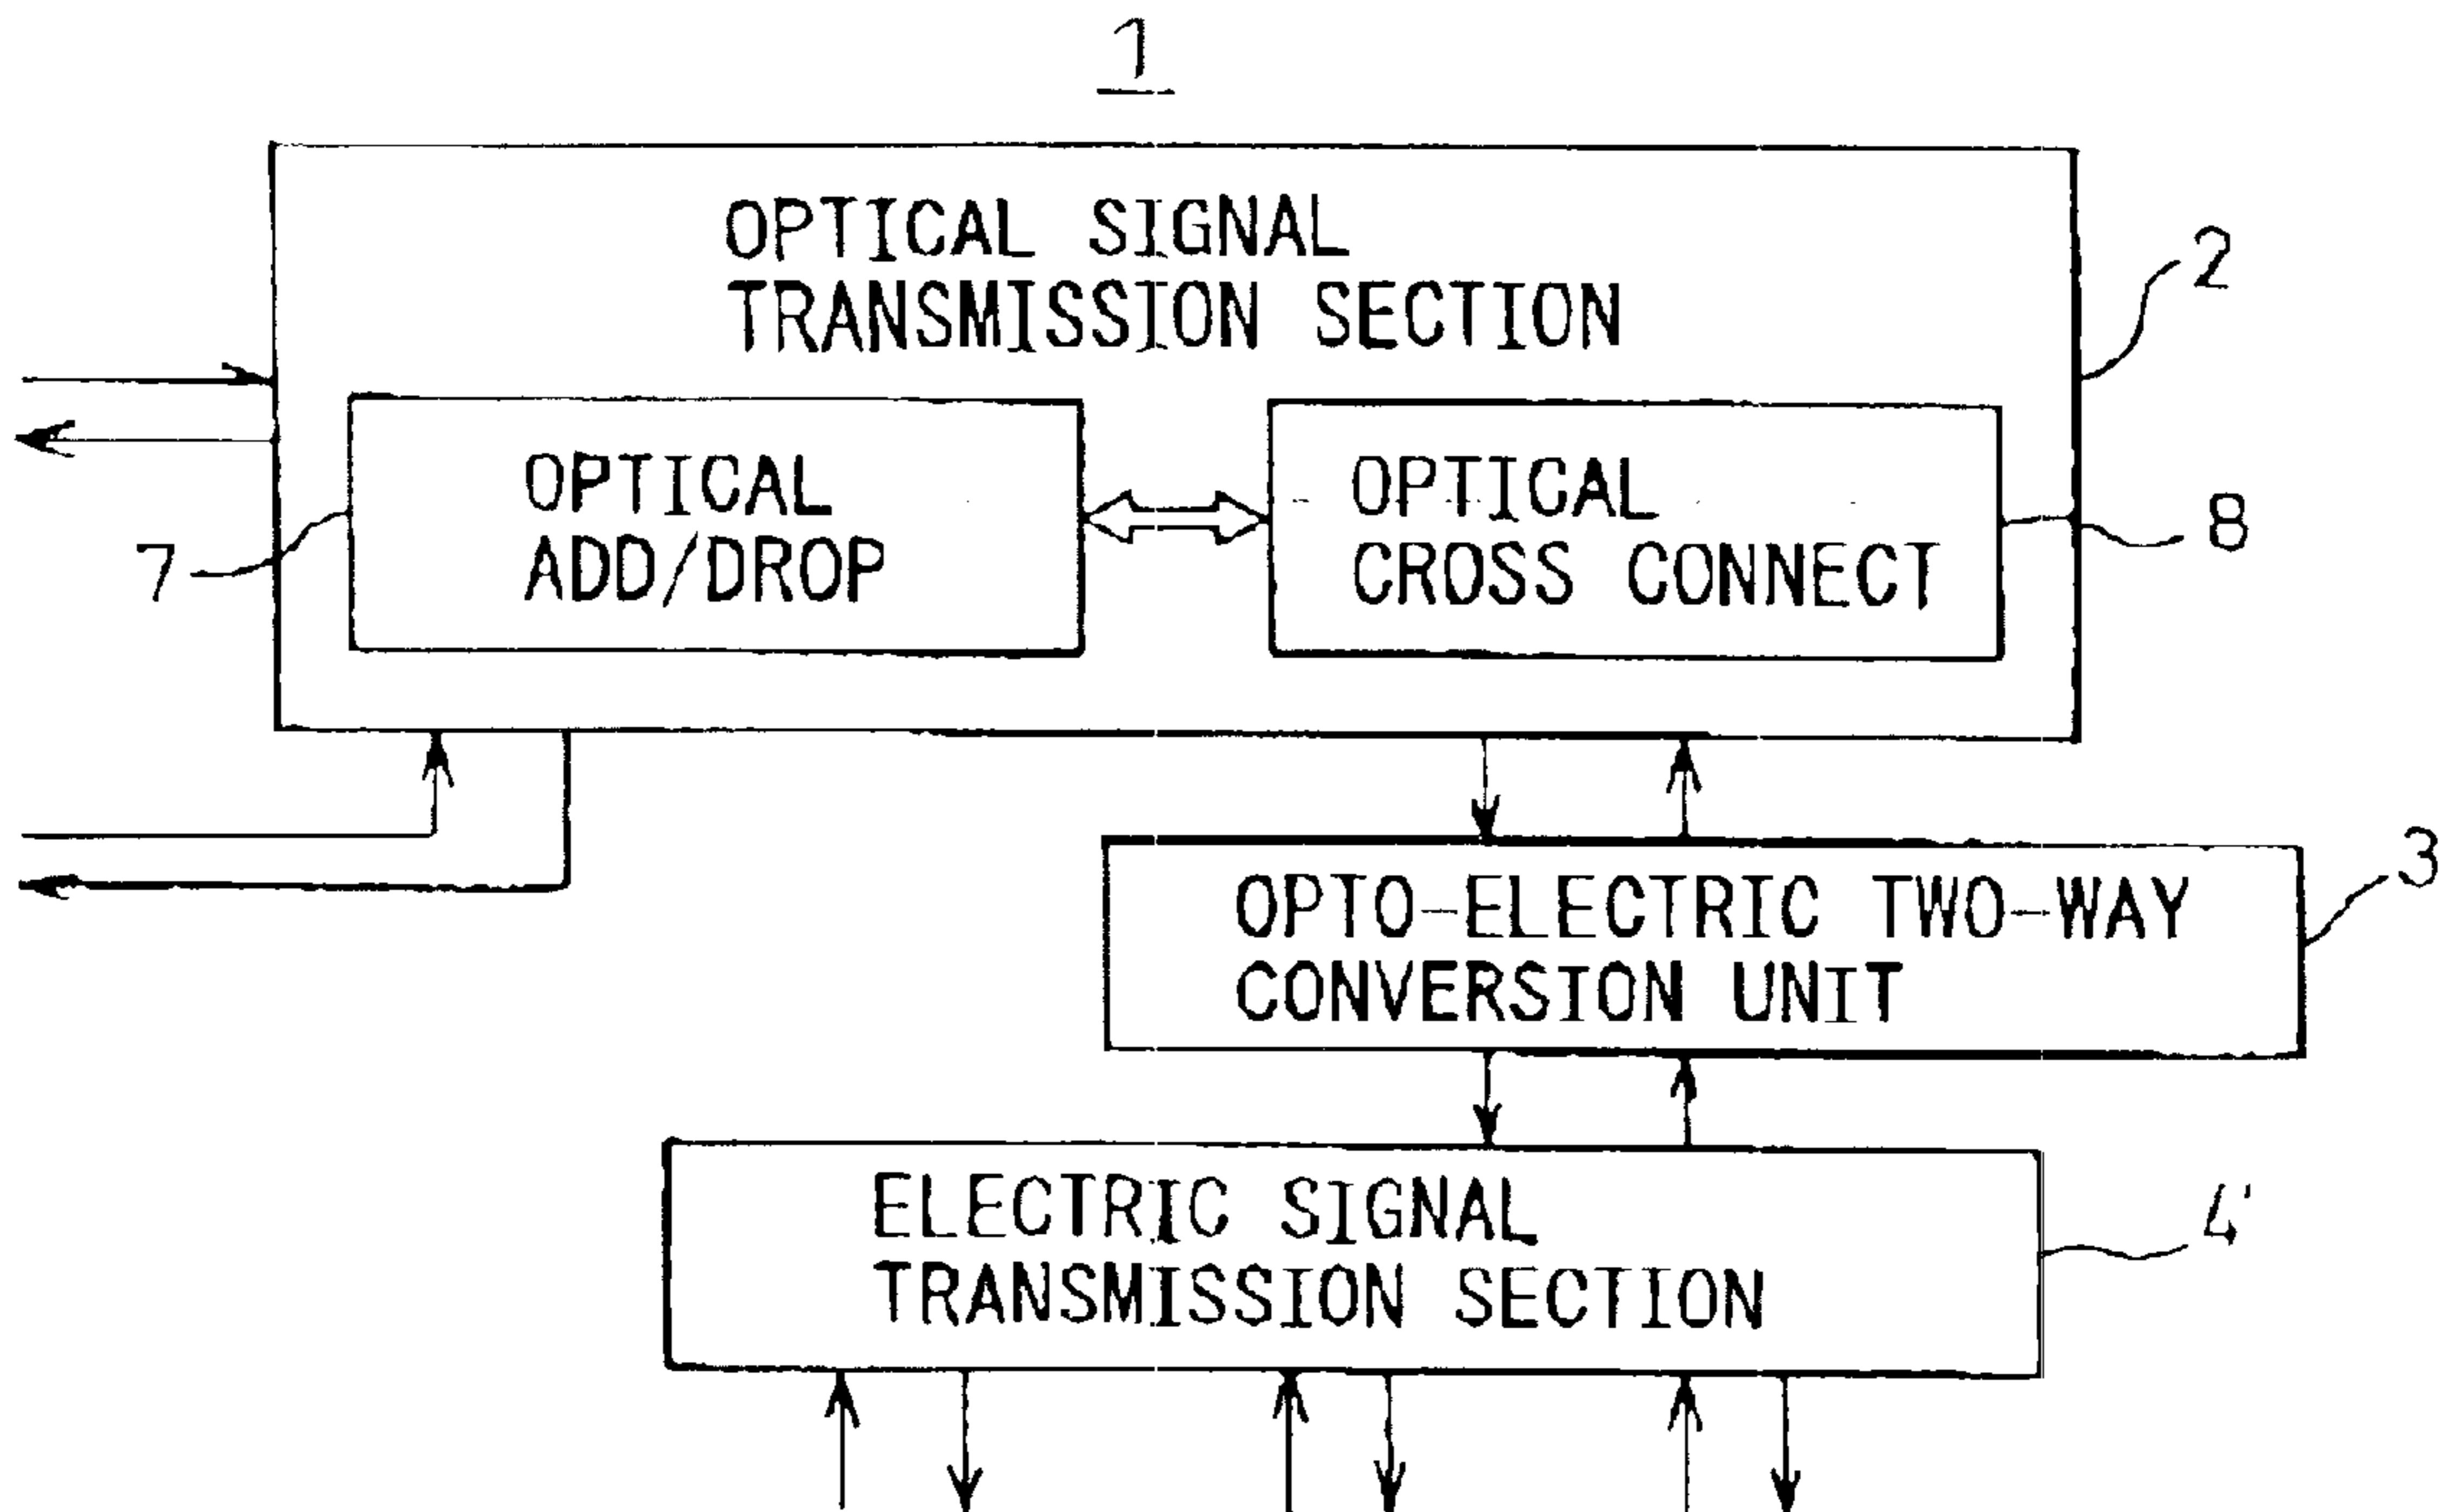 1
OPTICAL SIGNAL
TRANSMISSION SECTION
2
OPTICAL
ADD/DROP
OPTICAL
CROSS CONNECT
7
8
OPTO-ELECTRIC TWO-WAY
CONVERSION UNIT
3
ELECTRIC SIGNAL
TRANSMISSION SECTION
4'